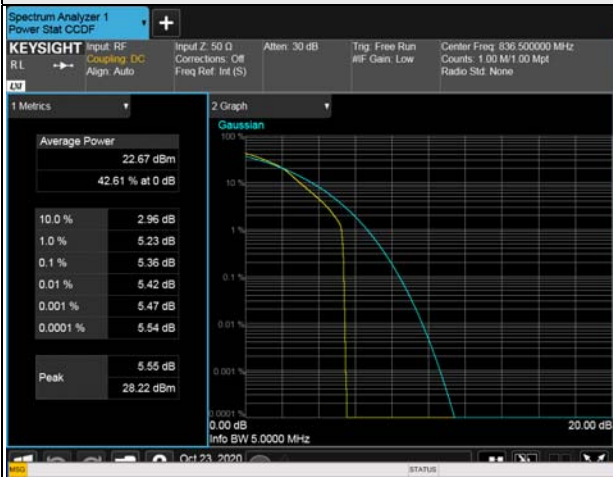 Spectrum Analyzer 1
Power Stat CCDF
+
KEYSIGHT
RL
LXI
Input: RF
Coupling: DC
Align: Auto
Input Z: 50 Ω
Corrections: Off
Freq Ref: Int (S)
Atten: 30 dB
Trig: Free Run
#IF Gain: Low
Center Freq: 836.500000 MHz
Counts: 1.00 M/1.00 Mpt
Radio Std: None
1 Metrics
Average Power
22.67 dBm
42.61 % at 0 dB
10.0 % 2.96 dB
1.0 % 5.23 dB
0.1 % 5.36 dB
0.01 % 5.42 dB
0.001 % 5.47 dB
0.0001 % 5.54 dB
Peak
5.55 dB
28.22 dBm
2 Graph
Gaussian
100 %
10 %
1 %
0.1 %
0.01 %
0.001 %
0.0001 %
0.00 dB
20.00 dB
Info BW 5.0000 MHz
Oct 23, 2020
MSG
STATUS